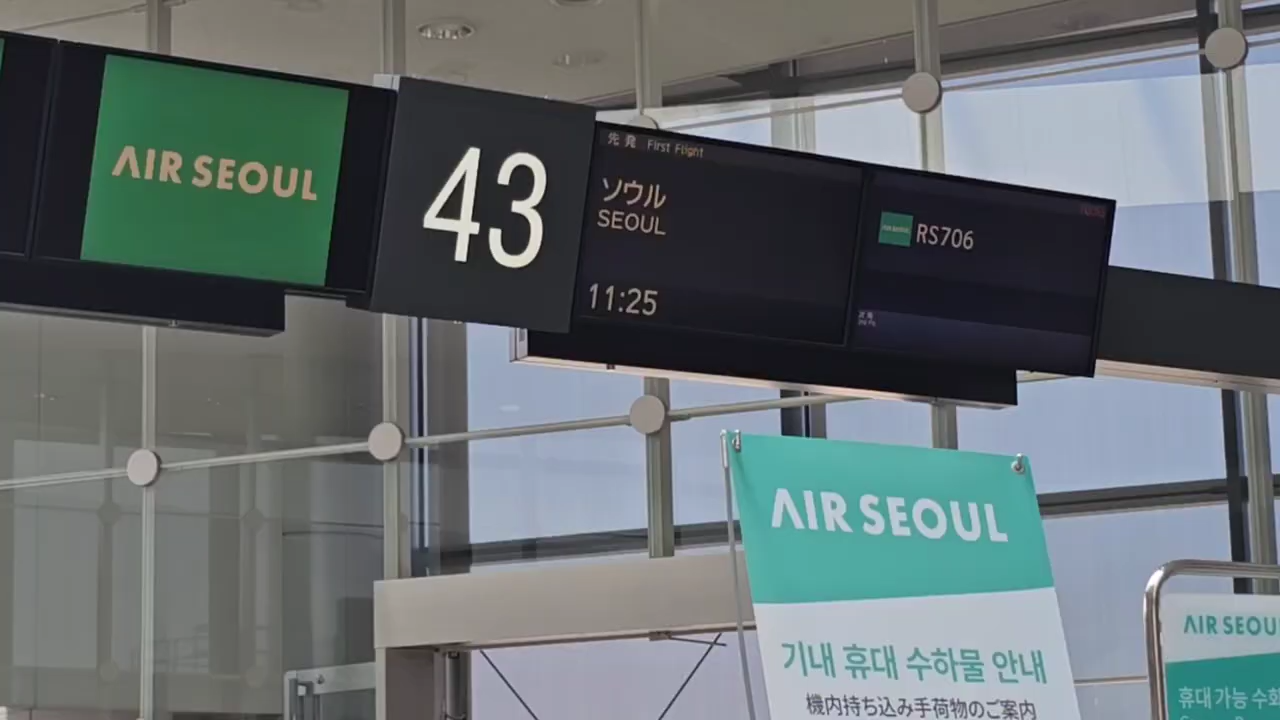 AIR SEOUL
43
先発 First Flight
ソウル
SEOUL
11:25
RS706
AIR SEOUL
기내 휴대 수하물 안내
機内持ち込み手荷物のご案内
AIR SEOU
휴대 가능 수하